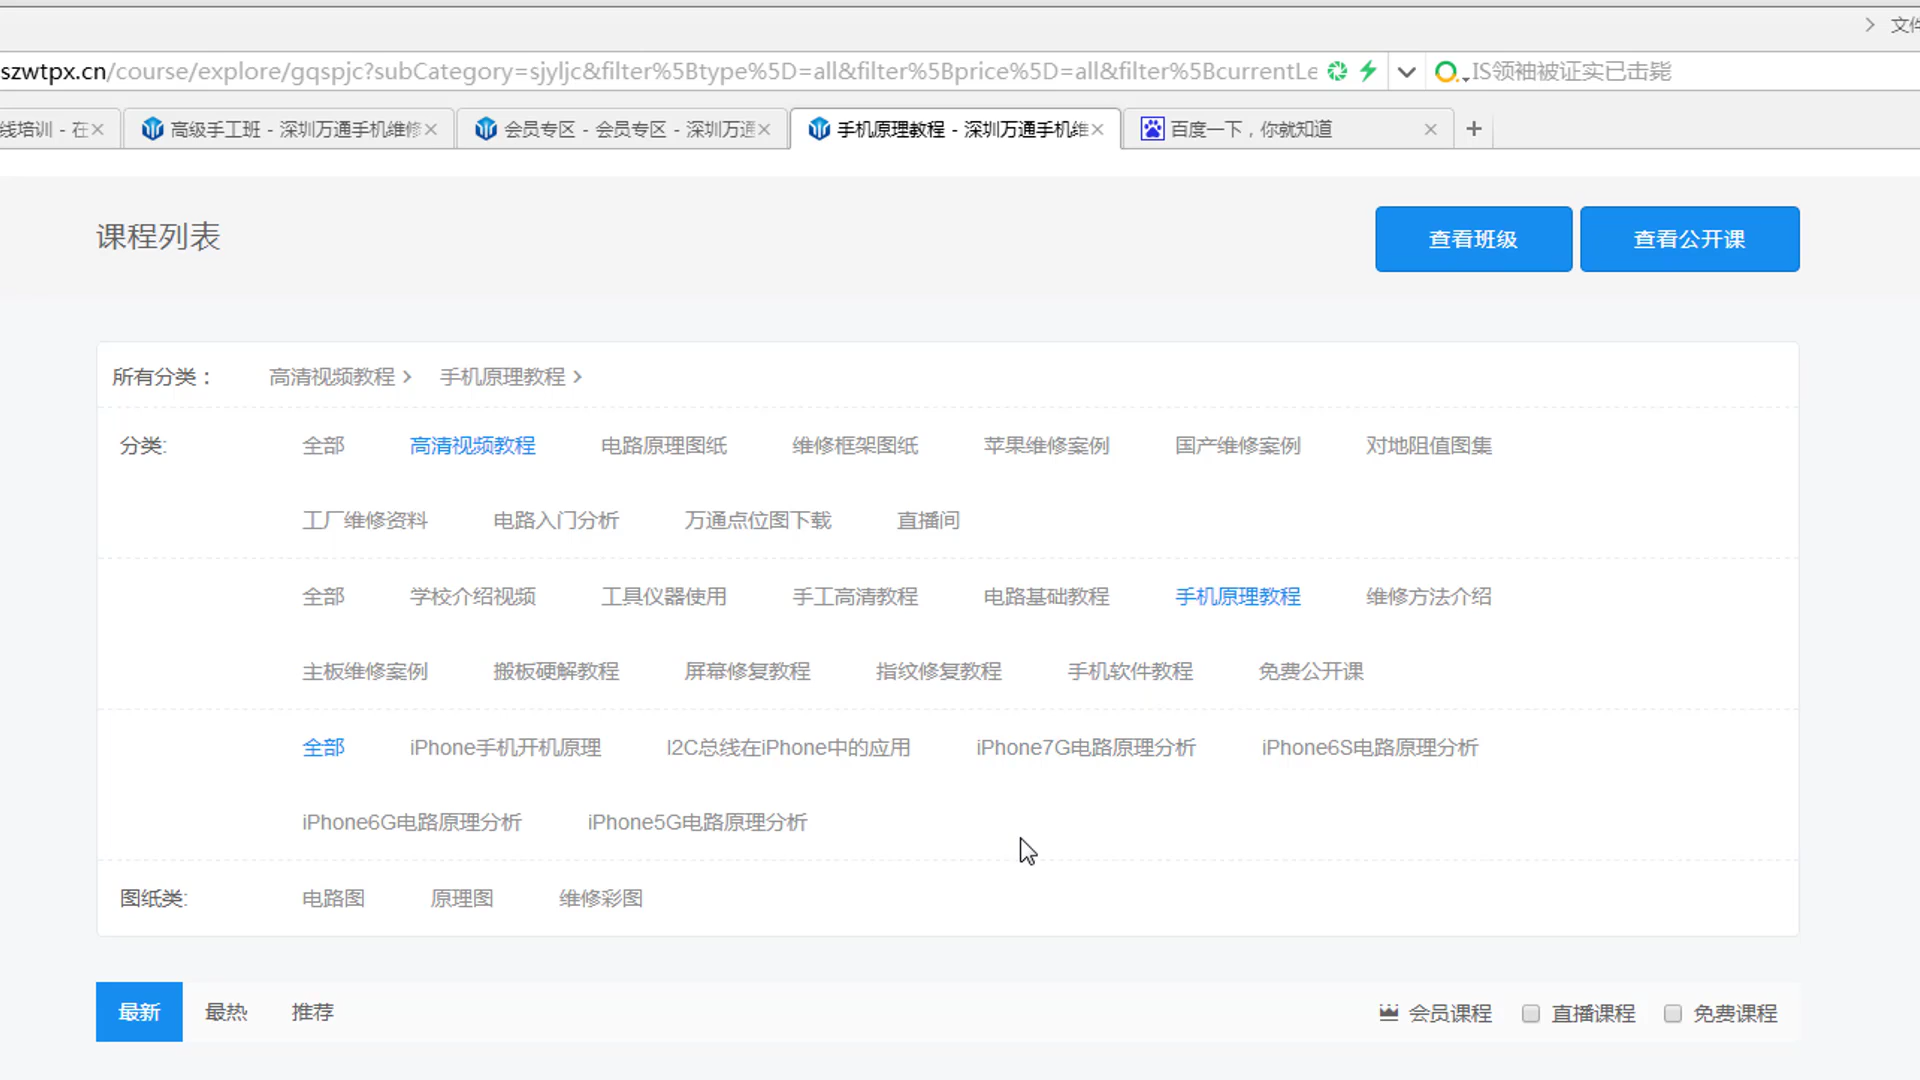 文件
szwtpx.cn/course/explore/gqspjc?subCategory=sjyljc&filter%5Btype%5D=all&filter%5Bprice%5D=all&filter%5BcurrentLe IS领袖被证实已击毙
线培训 - 在 高级手工班 - 深圳万通手机维修 会员专区 - 会员专区 - 深圳万通 手机原理教程 - 深圳万通手机维 百度一下，你就知道
课程列表 查看班级 查看公开课
所有分类： 高清视频教程 手机原理教程
分类: 全部 高清视频教程 电路原理图纸 维修框架图纸 苹果维修案例 国产维修案例 对地阻值图集
工厂维修资料 电路入门分析 万通点位图下载 直播间
全部 学校介绍视频 工具仪器使用 手工高清教程 电路基础教程 手机原理教程 维修方法介绍
主板维修案例 搬板硬解教程 屏幕修复教程 指纹修复教程 手机软件教程 免费公开课
全部 iPhone手机开机原理 I2C总线在iPhone中的应用 iPhone7G电路原理分析 iPhone6S电路原理分析
iPhone6G电路原理分析 iPhone5G电路原理分析
图纸类: 电路图 原理图 维修彩图
最新 最热 推荐 会员课程 直播课程 免费课程